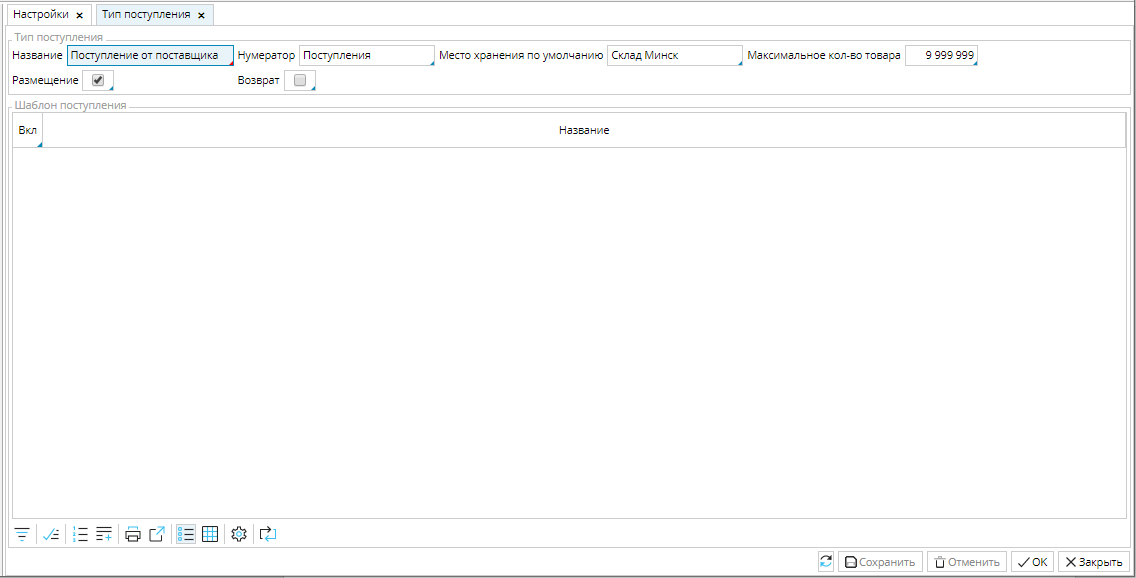 Настройки Тип поступления
Тип поступления
Название Поступление от поставщика Нумератор Поступления Место хранения по умолчанию Склад Минск Максимальное кол-во товара 9 999 999
Размещение Возврат
Шаблон поступления
Вкл Название
Сохранить Отменить OK Закрыть